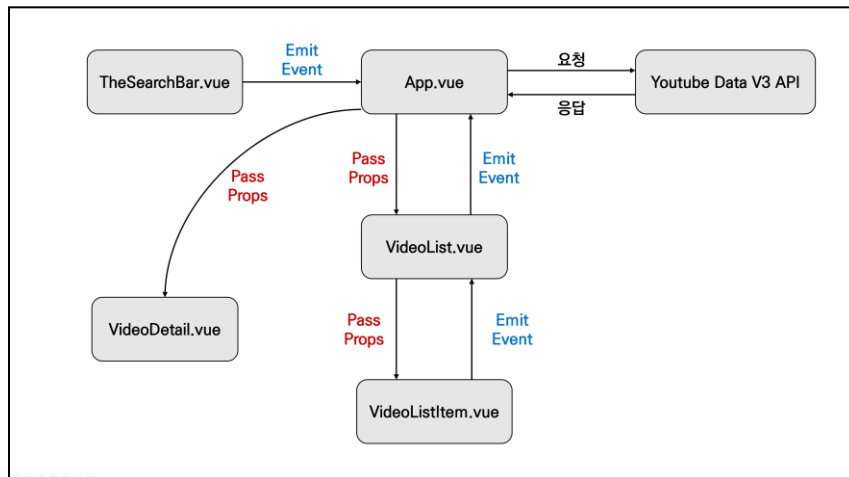 Emit
Event
TheSearchBar.vue
App.vue
요청
응답
Youtube Data V3 API
Pass
Props
Pass
Props
Emit
Event
VideoList.vue
VideoDetail.vue
Pass
Props
Emit
Event
VideoListItem.vue